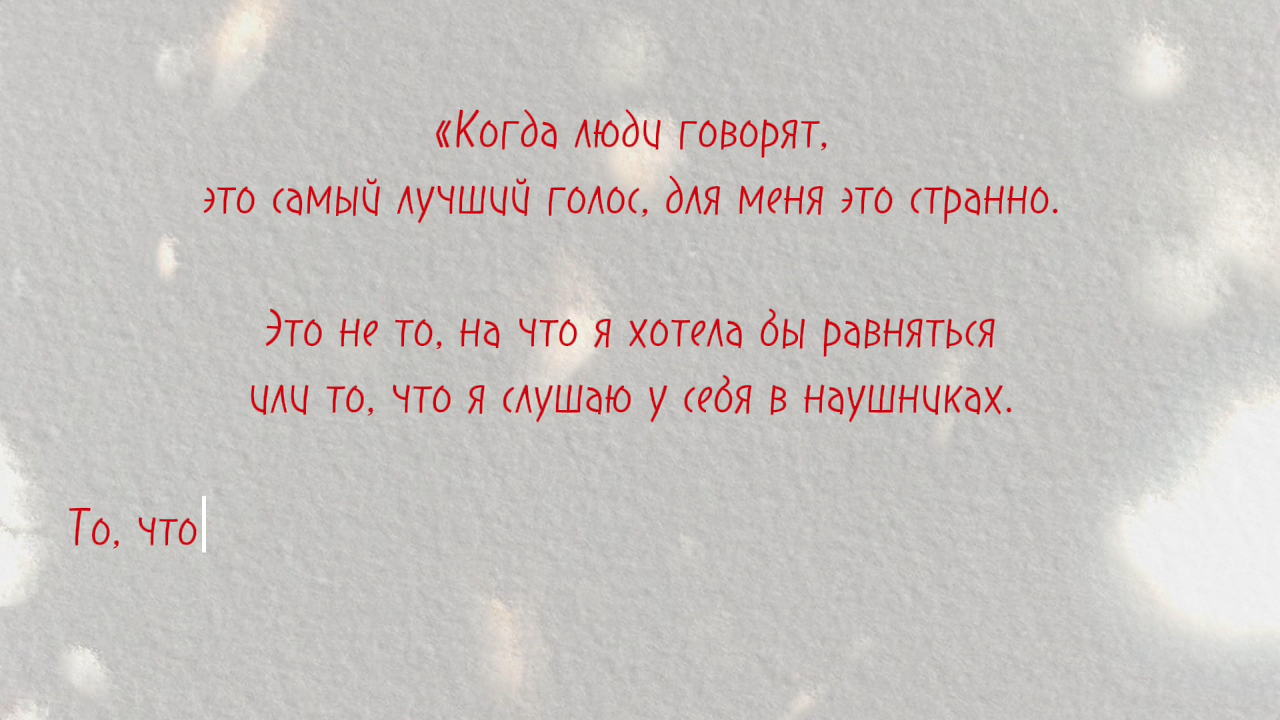 «Когда люди говорят,
это самый лучший голос, для меня это странно.
Это не то, на что я хотела бы равняться
или то, что я слушаю у себя в наушниках.
То, что